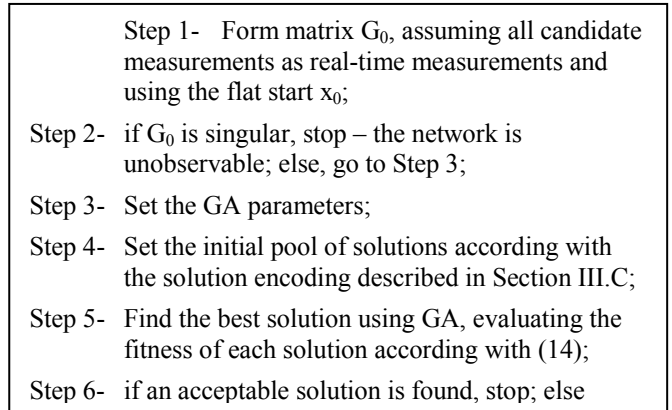 Step 1- Form matrix G₀, assuming all candidate
measurements as real-time measurements and
using the flat start x₀;
Step 2- if G₀ is singular, stop – the network is
unobservable; else, go to Step 3;
Step 3- Set the GA parameters;
Step 4- Set the initial pool of solutions according with
the solution encoding described in Section III.C;
Step 5- Find the best solution using GA, evaluating the
fitness of each solution according with (14);
Step 6- if an acceptable solution is found, stop; else